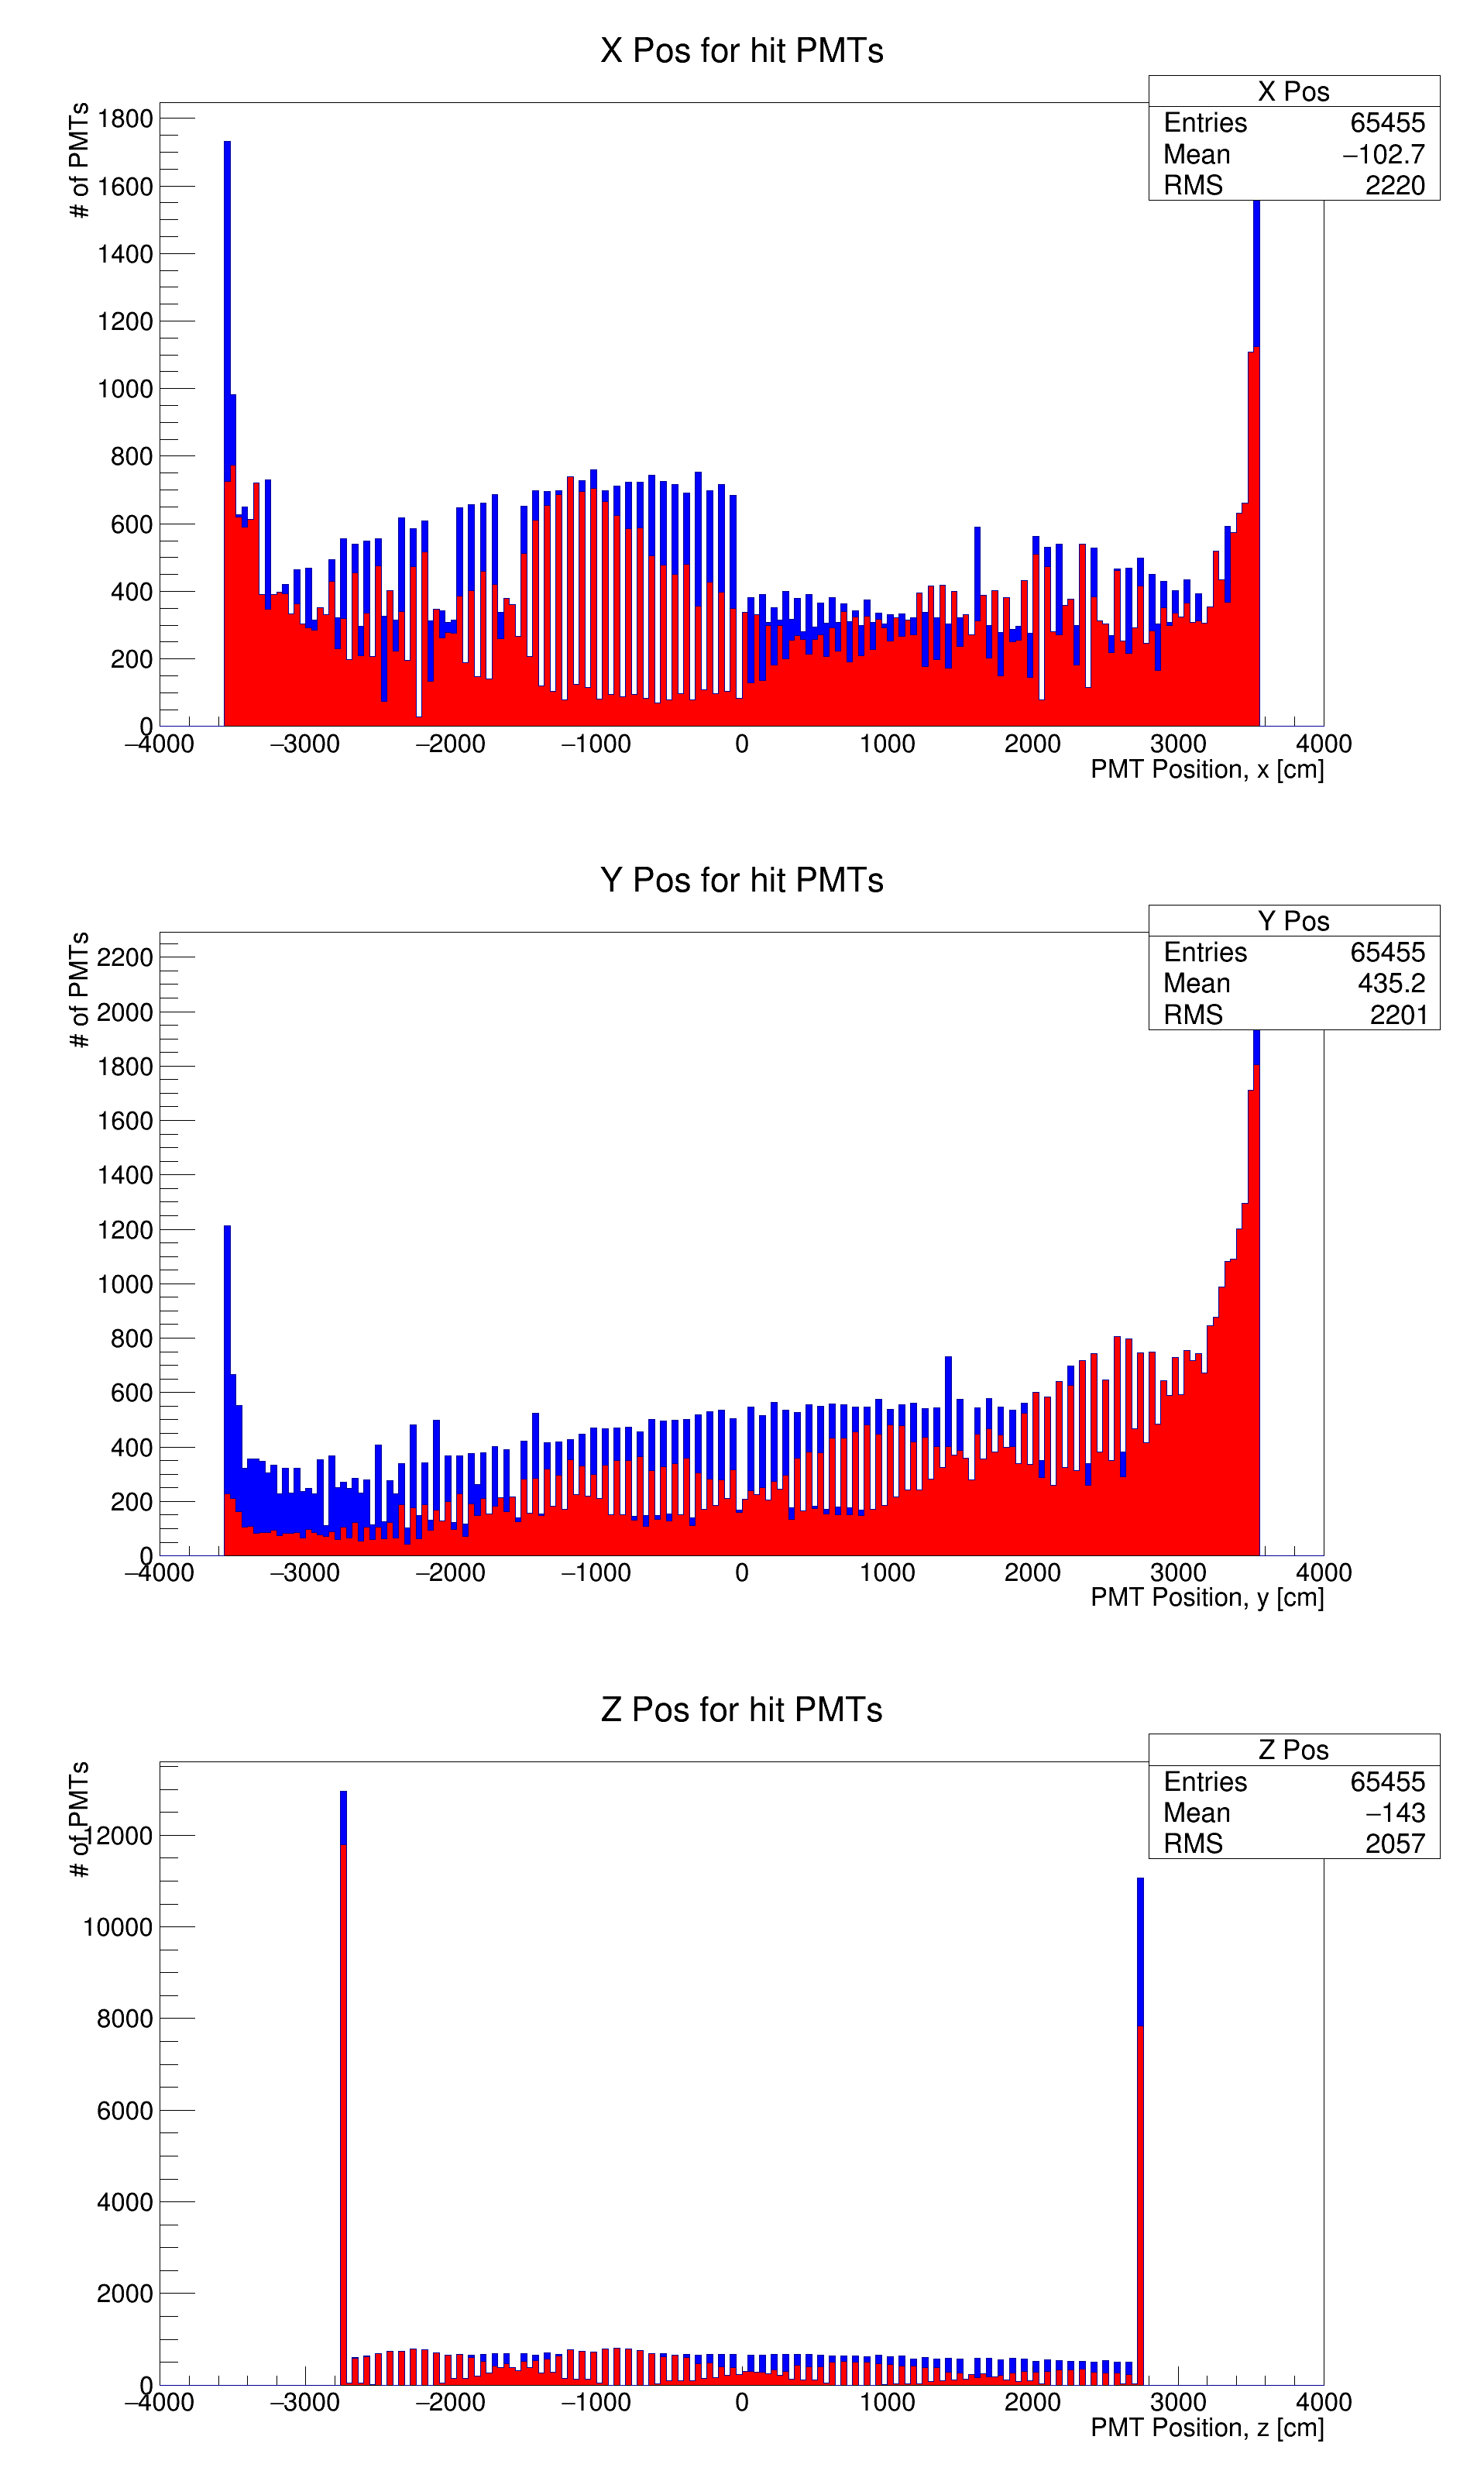 X Pos for hit PMTs
# of PMTs
X Pos
Entries 65455
Mean −102.7
RMS 2220
1800
1600
1400
1200
1000
800
600
400
200
0
−4000 −3000 −2000 −1000 0 1000 2000 3000 4000
PMT Position, x [cm]
Y Pos for hit PMTs
# of PMTs
Y Pos
Entries 65455
Mean 435.2
RMS 2201
2200
2000
1800
1600
1400
1200
1000
800
600
400
200
0
−4000 −3000 −2000 −1000 0 1000 2000 3000 4000
PMT Position, y [cm]
Z Pos for hit PMTs
# of PMTs
Z Pos
Entries 65455
Mean −143
RMS 2057
12000
10000
8000
6000
4000
2000
0
−4000 −3000 −2000 −1000 0 1000 2000 3000 4000
PMT Position, z [cm]